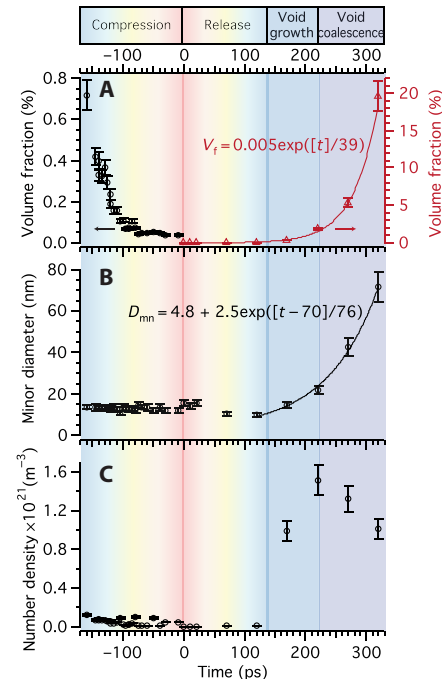 Compression
Release
Void growth
Void coalescence
−100
0
100
200
300
A
0.8
0.6
0.4
0.2
0.0
Volume fraction (%)
20
15
10
5
0
Volume fraction (%)
V_f = 0.005exp([t]/39)
B
80
60
40
20
0
Minor diameter (nm)
D_mn = 4.8 + 2.5exp([t − 70]/76)
C
1.6
1.2
0.8
0.4
0.0
Number density×10^21(m^−3)
−100
0
100
200
300
Time (ps)